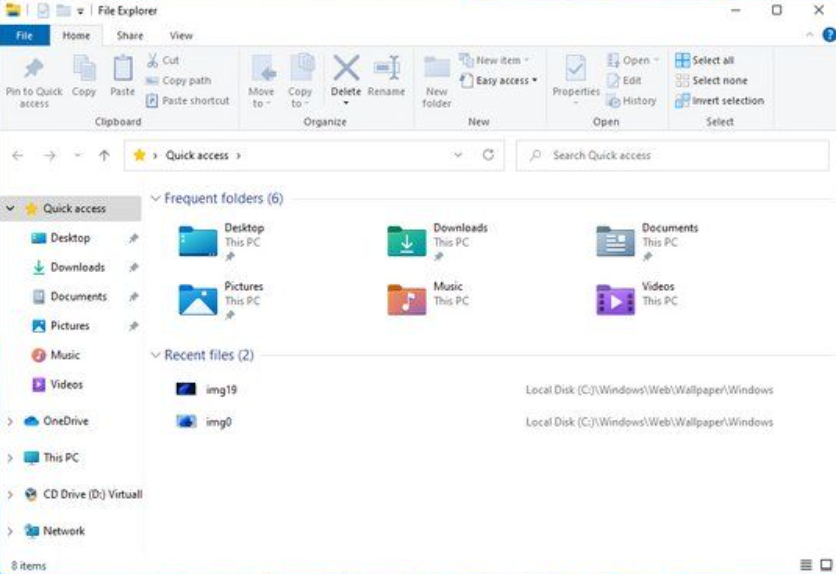 File Explorer
File Home Share View
Pin to Quick access
Copy
Paste
Cut
Copy path
Paste shortcut
Clipboard
Move to
Copy to
Delete
Rename
Organize
New folder
New item
Easy access
New
Properties
Open
Edit
History
Open
Select all
Select none
Invert selection
Select
Quick access
Search Quick access
Quick access
Desktop
Downloads
Documents
Pictures
Music
Videos
OneDrive
This PC
CD Drive (D:) Virtuall
Network
Frequent folders (6)
Desktop
This PC
Downloads
This PC
Documents
This PC
Pictures
This PC
Music
This PC
Videos
This PC
Recent files (2)
img19 Local Disk (C:)\Windows\Web\Wallpaper\Windows
img0 Local Disk (C:)\Windows\Web\Wallpaper\Windows
8 items